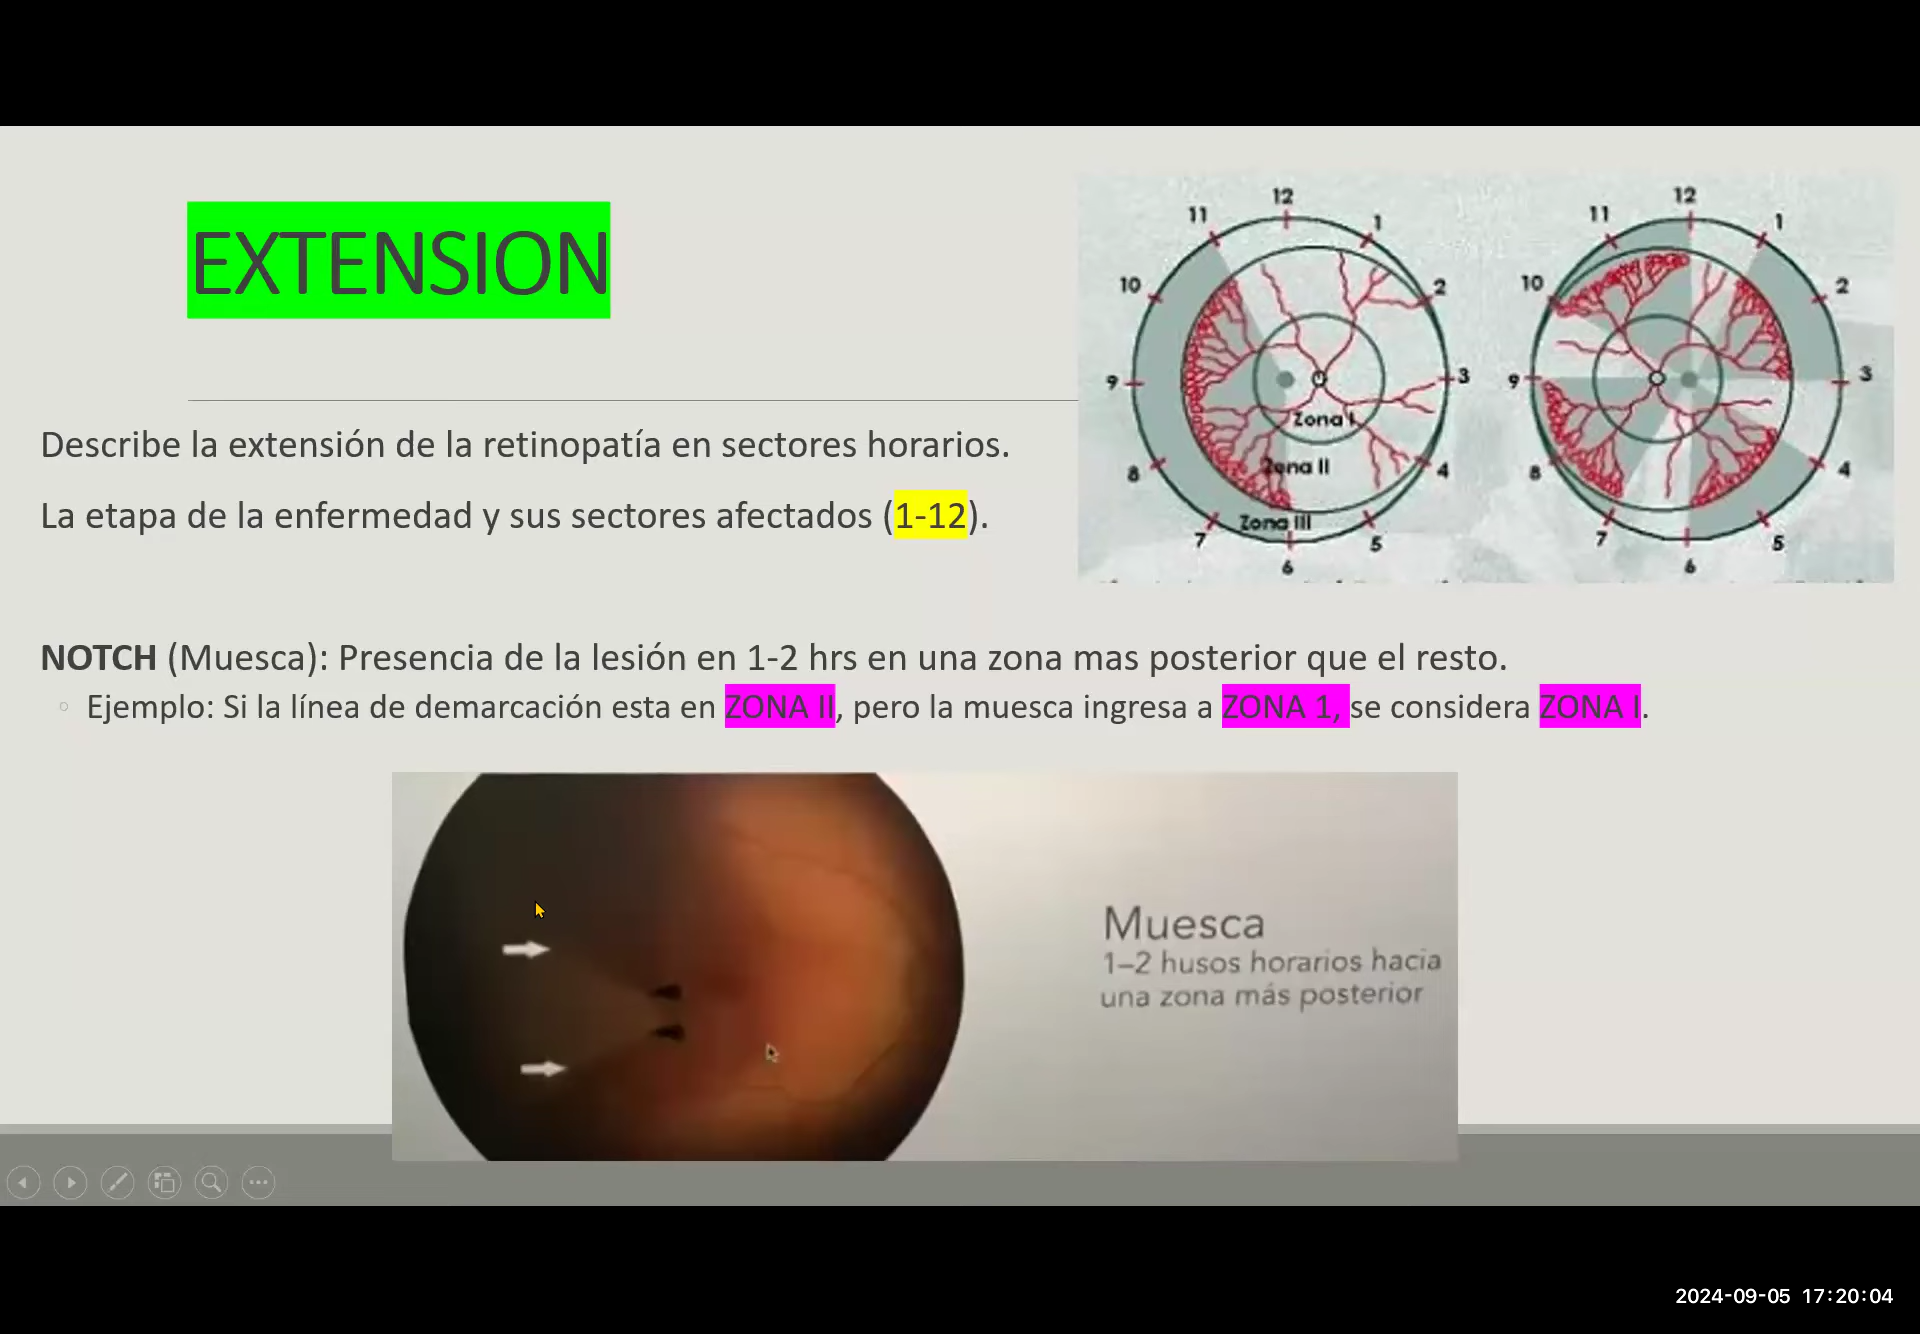 EXTENSION
Describe la extensión de la retinopatía en sectores horarios.
La etapa de la enfermedad y sus sectores afectados (1-12).
12
11
1
10
2
9
3
8
4
7
5
6
Zona I
Zona II
Zona III
12
11
1
10
2
9
3
8
4
7
5
6
NOTCH (Muesca): Presencia de la lesión en 1-2 hrs en una zona mas posterior que el resto.
Ejemplo: Si la línea de demarcación esta en ZONA II, pero la muesca ingresa a ZONA 1, se considera ZONA I.
Muesca
1–2 husos horarios hacia
una zona más posterior
2024-09-05 17:20:04